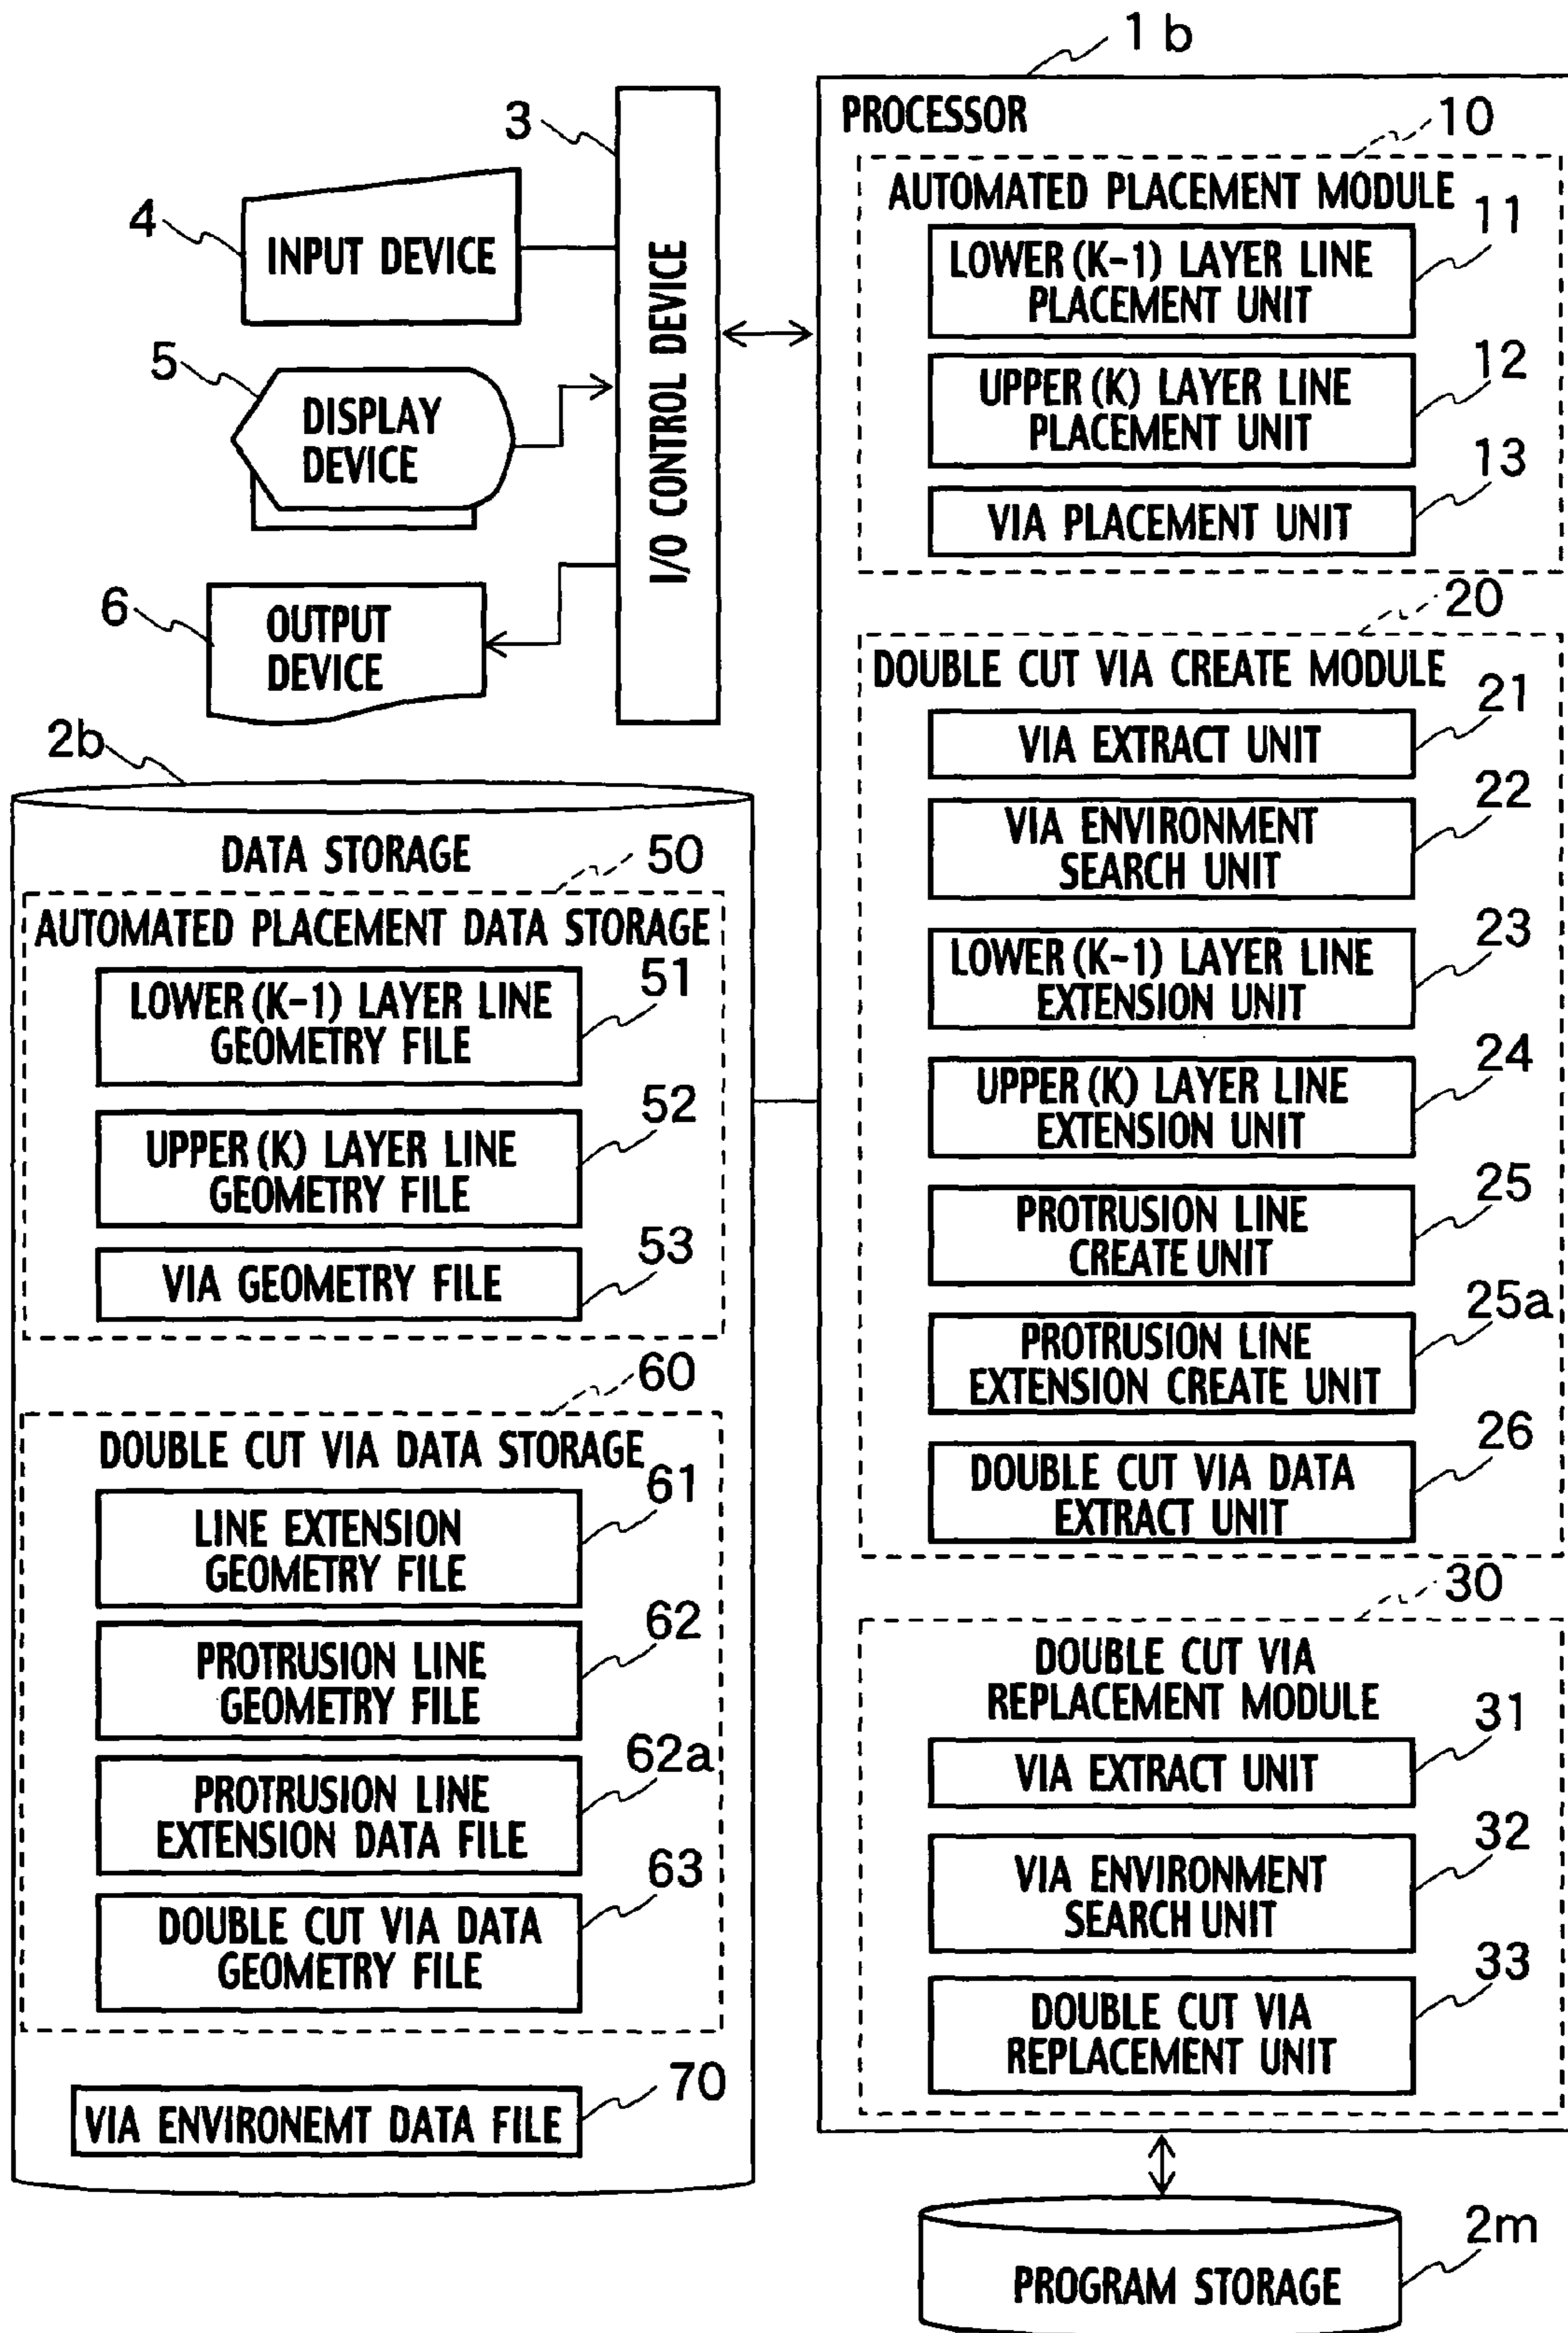 1b
PROCESSOR
10
AUTOMATED PLACEMENT MODULE
11
LOWER(K-1) LAYER LINE
PLACEMENT UNIT
12
UPPER(K) LAYER LINE
PLACEMENT UNIT
13
VIA PLACEMENT UNIT
20
DOUBLE CUT VIA CREATE MODULE
21
VIA EXTRACT UNIT
22
VIA ENVIRONMENT
SEARCH UNIT
23
LOWER(K-1) LAYER LINE
EXTENSION UNIT
24
UPPER(K) LAYER LINE
EXTENSION UNIT
25
PROTRUSION LINE
CREATE UNIT
25a
PROTRUSION LINE
EXTENSION CREATE UNIT
26
DOUBLE CUT VIA DATA
EXTRACT UNIT
30
DOUBLE CUT VIA
REPLACEMENT MODULE
31
VIA EXTRACT UNIT
32
VIA ENVIRONMENT
SEARCH UNIT
33
DOUBLE CUT VIA
REPLACEMENT UNIT
2m
PROGRAM STORAGE
3
I/O CONTROL DEVICE
4
INPUT DEVICE
5
DISPLAY
DEVICE
6
OUTPUT
DEVICE
2b
DATA STORAGE
50
AUTOMATED PLACEMENT DATA STORAGE
51
LOWER(K-1) LAYER LINE
GEOMETRY FILE
52
UPPER(K) LAYER LINE
GEOMETRY FILE
53
VIA GEOMETRY FILE
60
DOUBLE CUT VIA DATA STORAGE
61
LINE EXTENSION
GEOMETRY FILE
62
PROTRUSION LINE
GEOMETRY FILE
62a
PROTRUSION LINE
EXTENSION DATA FILE
63
DOUBLE CUT VIA DATA
GEOMETRY FILE
70
VIA ENVIRONEMT DATA FILE